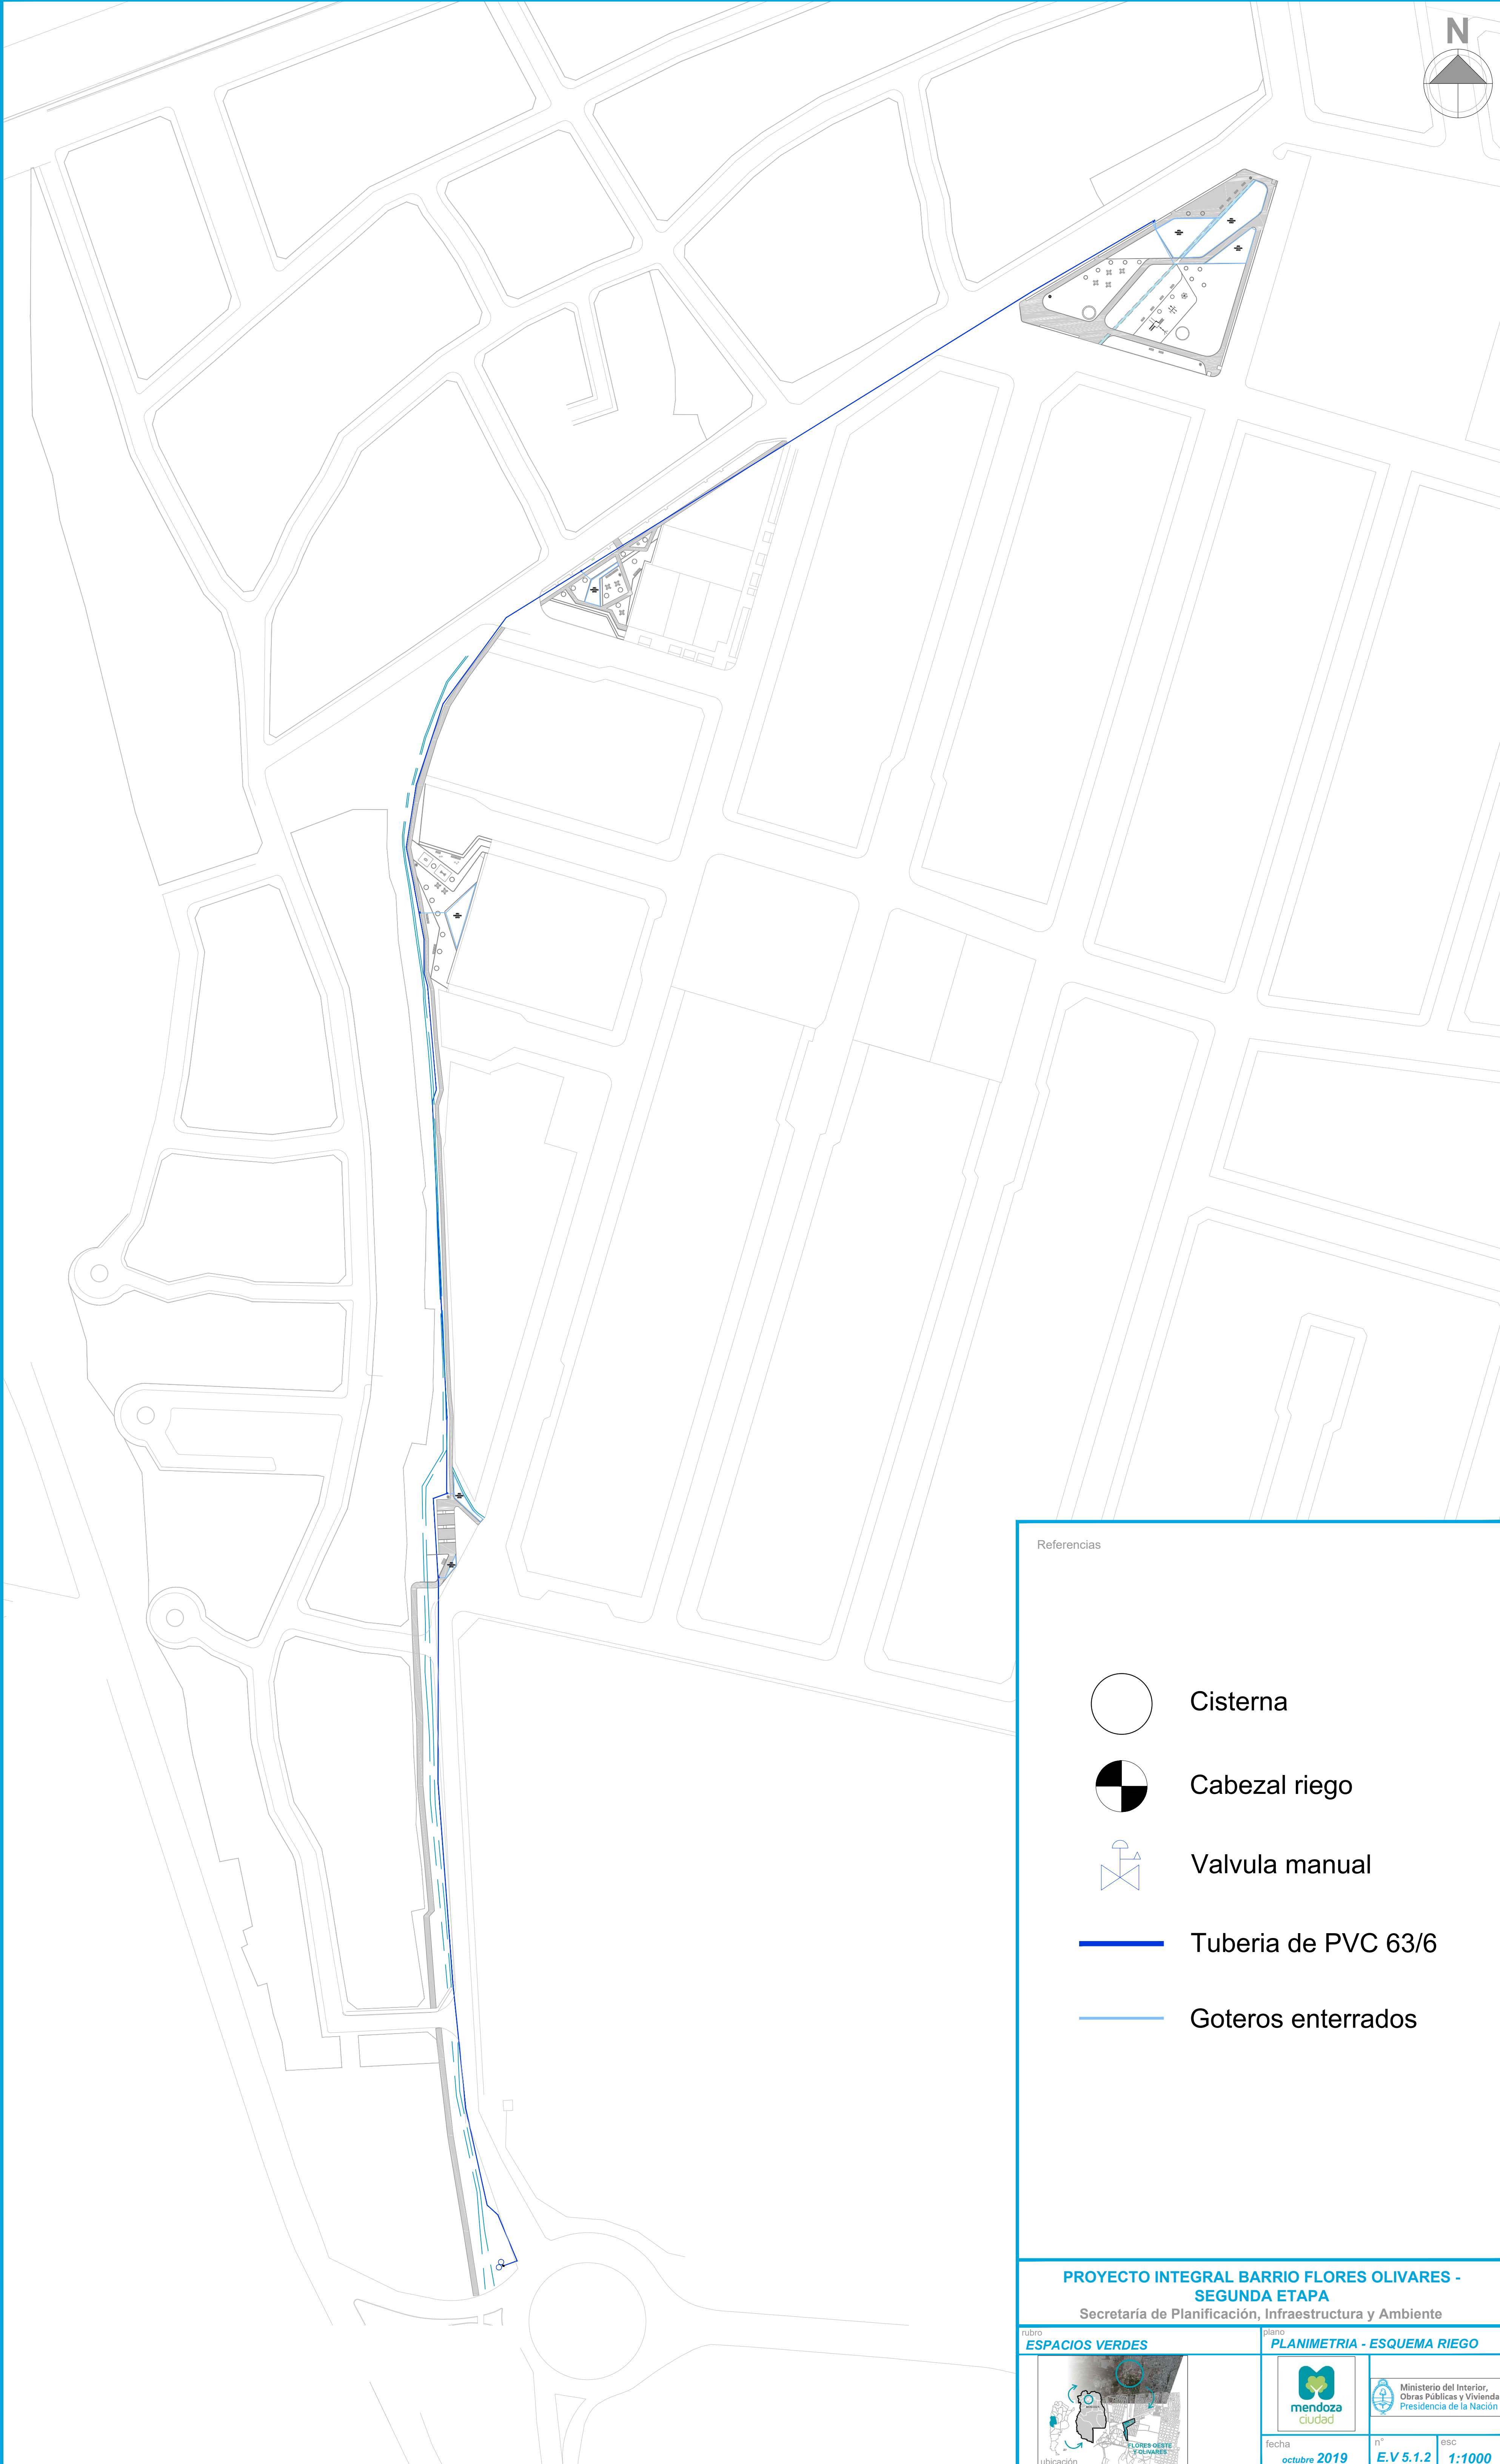 N
Referencias
Cisterna
Cabezal riego
Valvula manual
Tuberia de PVC 63/6
Goteros enterrados
PROYECTO INTEGRAL BARRIO FLORES OLIVARES -
SEGUNDA ETAPA
Secretaría de Planificación, Infraestructura y Ambiente
rubro
ESPACIOS VERDES
plano
PLANIMETRIA - ESQUEMA RIEGO
mendoza
ciudad
Ministerio del Interior,
Obras Públicas y Vivienda
Presidencia de la Nación
FLORES OESTE
Y OLIVARES
ubicación
fecha
octubre 2019
n°
E.V 5.1.2
esc
1:1000